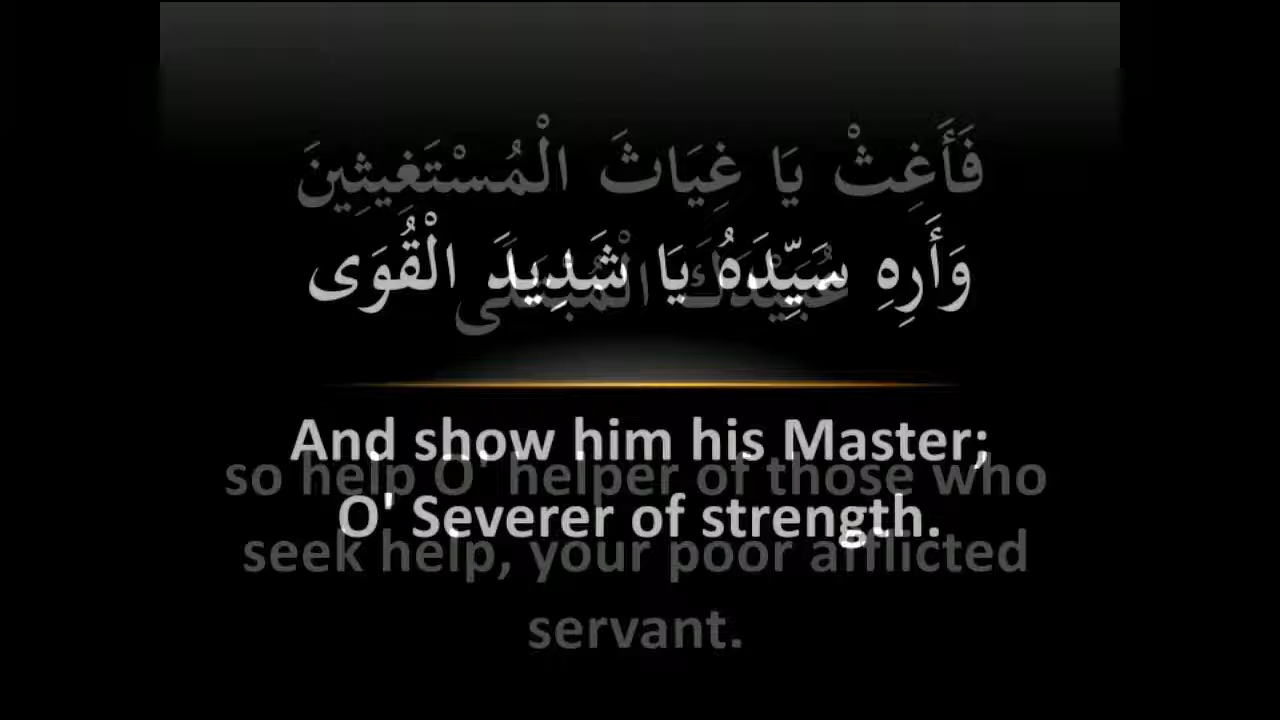 فَأَغِثْ يَا غِيَاثَ الْمُسْتَغِيثِينَ
عُبَيْدَكَ الْمُبْتَلَى
وَأَرِهِ سَيِّدَهُ يَا شَدِيدَ الْقُوَى
And show him his Master;
O' Severer of strength.
so help O' helper of those who
seek help, your poor afflicted
servant.